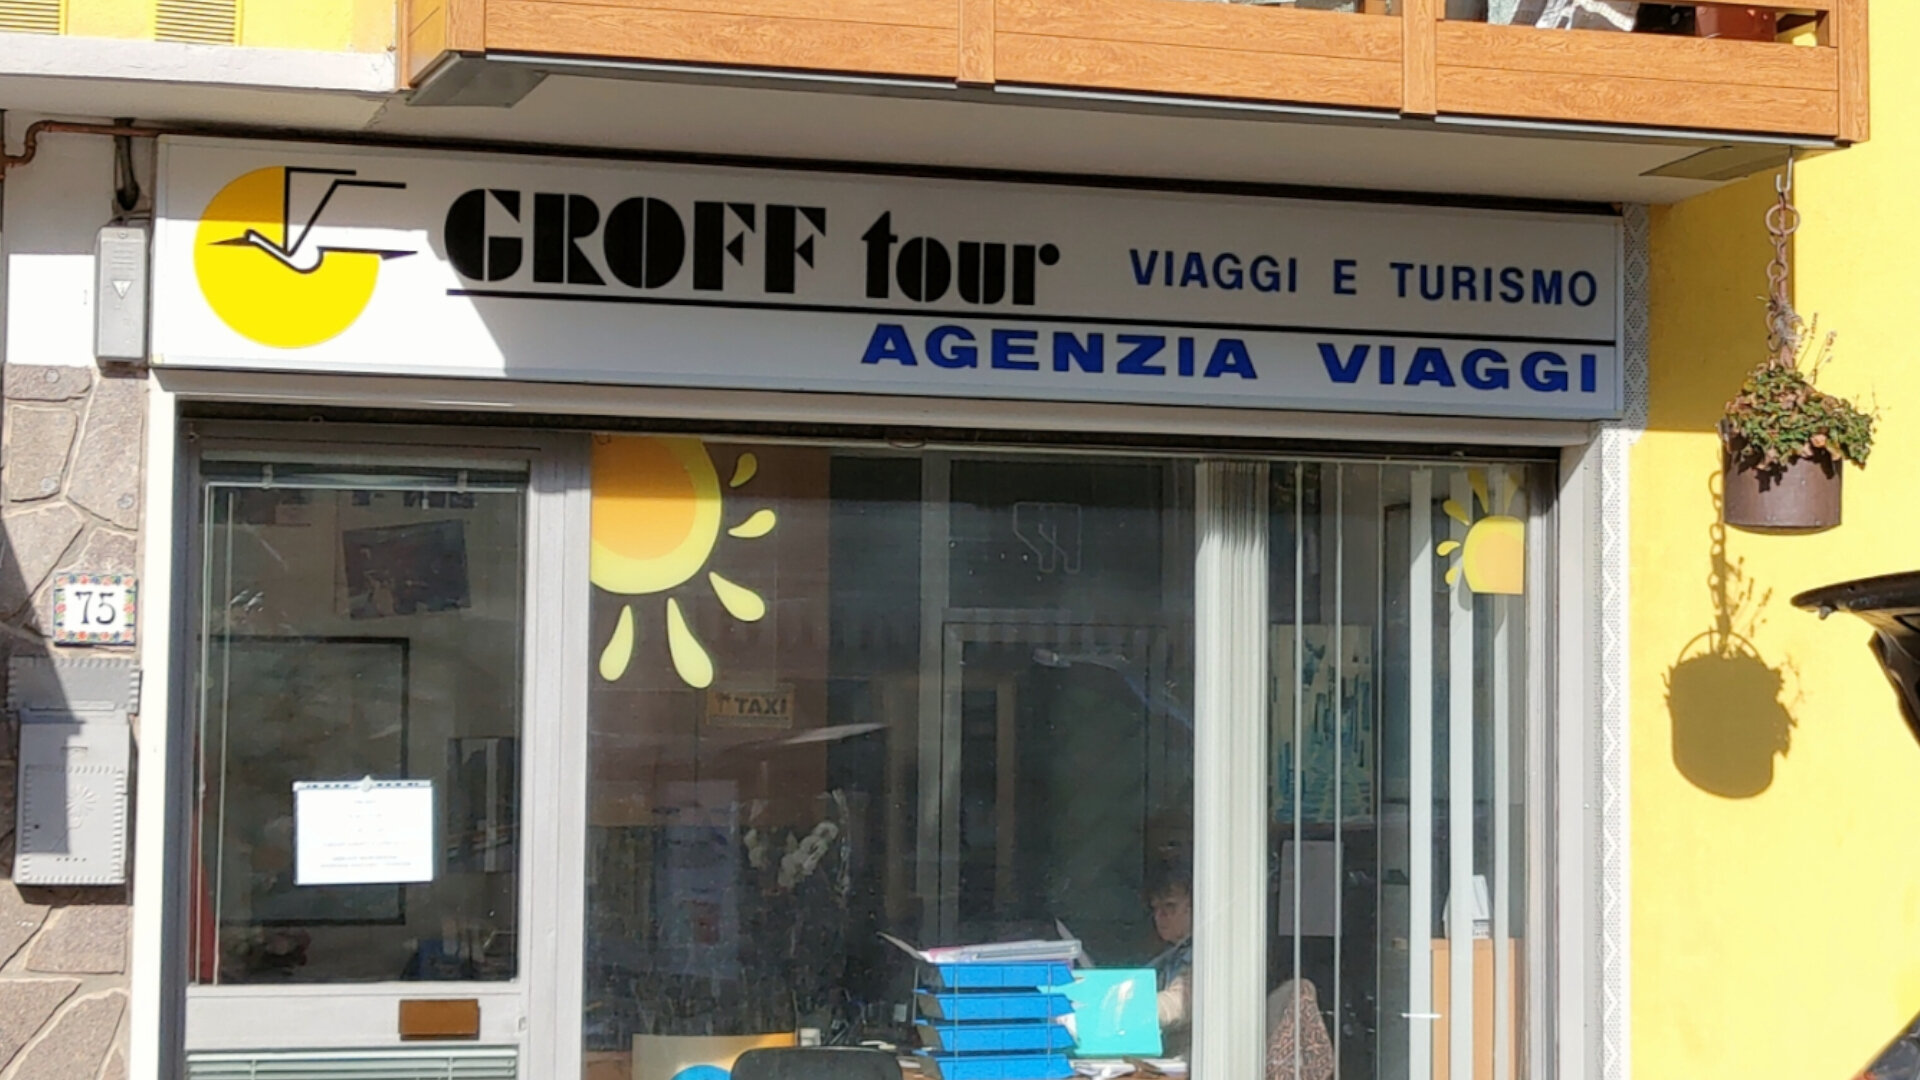 GROFF tour VIAGGI E TURISMO
AGENZIA VIAGGI
75
TAXI